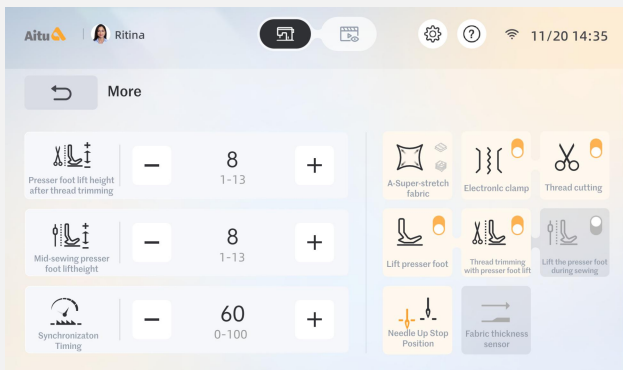 Aitu
Ritina
11/20 14:35
More
Presser foot lift height
after thread trimming
8
1-13
Mid-sewing presser
foot liftheight
8
1-13
Synchronizaton
Timing
60
0-100
A-Super-stretch
fabric
Electronlc clamp
Thread cutting
Lift presser foot
Thread trimming
with presser foot lift
Lift the presser foot
during sewing
Needle Up Stop
Position
Fabric thickness
sensor